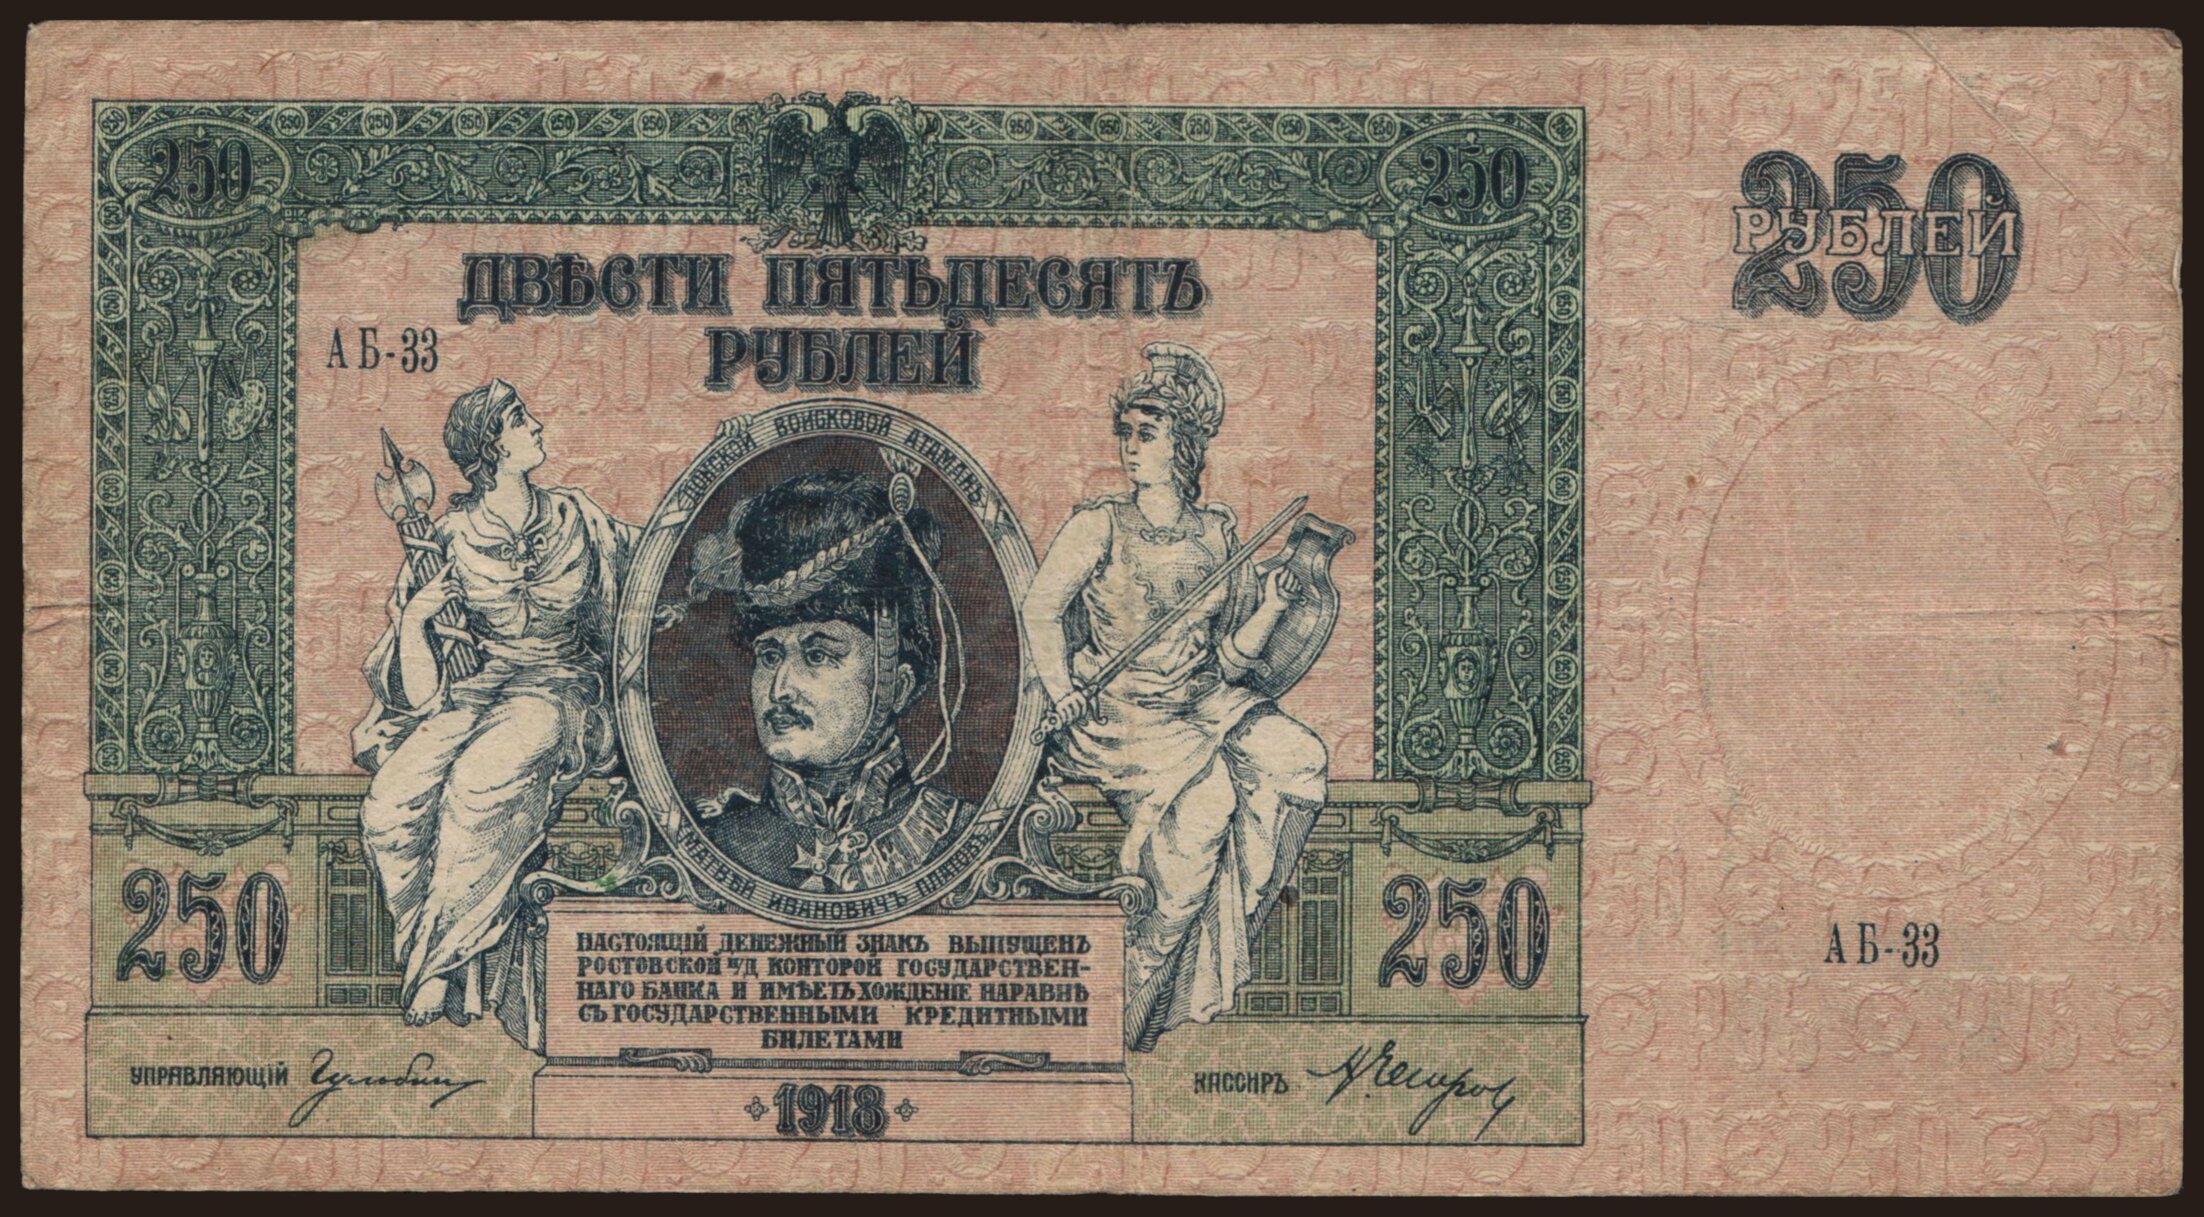 250
250
250
РУБЛЕЙ
ДВѢСТИ ПЯТЬДЕСЯТЪ
РУБЛЕЙ
АБ-33
ДОНСКОЙ ВОЙСКОВОЙ АТАМАНЪ
МАТВѢЙ ИВАНОВИЧЪ ПЛАТОВЪ
250
250
АБ-33
НАСТОЯЩІЙ ДЕНЕЖНЫЙ ЗНАКЪ ВЫПУЩЕНЪ
РОСТОВСКОЙ Н/Д КОНТОРОЙ ГОСУДАРСТВЕН-
НАГО БАНКА И ИМѢЕТЪ ХОЖДЕНІЕ НАРАВНѢ
СЪ ГОСУДАРСТВЕННЫМИ КРЕДИТНЫМИ
БИЛЕТАМИ
УПРАВЛЯЮЩІЙ
КАССИРЪ
1918